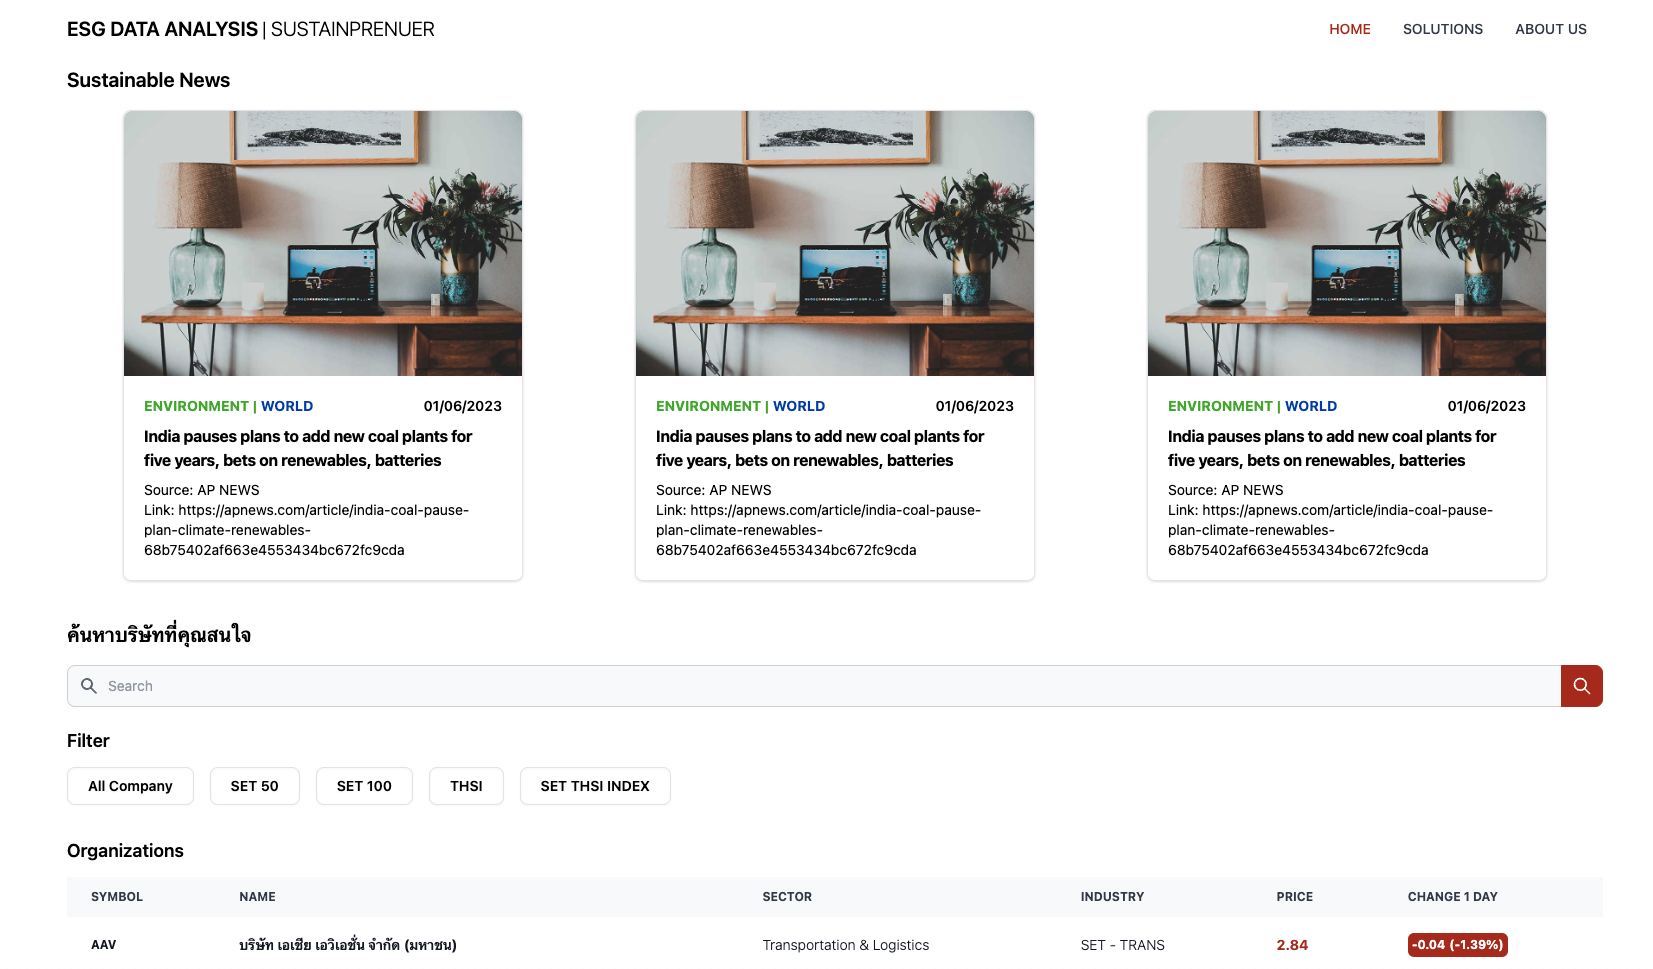 ESG DATA ANALYSIS | SUSTAINPRENUER
HOME SOLUTIONS ABOUT US
Sustainable News
ENVIRONMENT | WORLD 01/06/2023
India pauses plans to add new coal plants for
five years, bets on renewables, batteries
Source: AP NEWS
Link: https://apnews.com/article/india-coal-pause-
plan-climate-renewables-
68b75402af663e4553434bc672fc9cda
ENVIRONMENT | WORLD 01/06/2023
India pauses plans to add new coal plants for
five years, bets on renewables, batteries
Source: AP NEWS
Link: https://apnews.com/article/india-coal-pause-
plan-climate-renewables-
68b75402af663e4553434bc672fc9cda
ENVIRONMENT | WORLD 01/06/2023
India pauses plans to add new coal plants for
five years, bets on renewables, batteries
Source: AP NEWS
Link: https://apnews.com/article/india-coal-pause-
plan-climate-renewables-
68b75402af663e4553434bc672fc9cda
ค้นหาบริษัทที่คุณสนใจ
Search
Filter
All Company SET 50 SET 100 THSI SET THSI INDEX
Organizations
SYMBOL NAME SECTOR INDUSTRY PRICE CHANGE 1 DAY
AAV บริษัท เอเชีย เอวิเอชั่น จำกัด (มหาชน) Transportation & Logistics SET - TRANS 2.84 -0.04 (-1.39%)